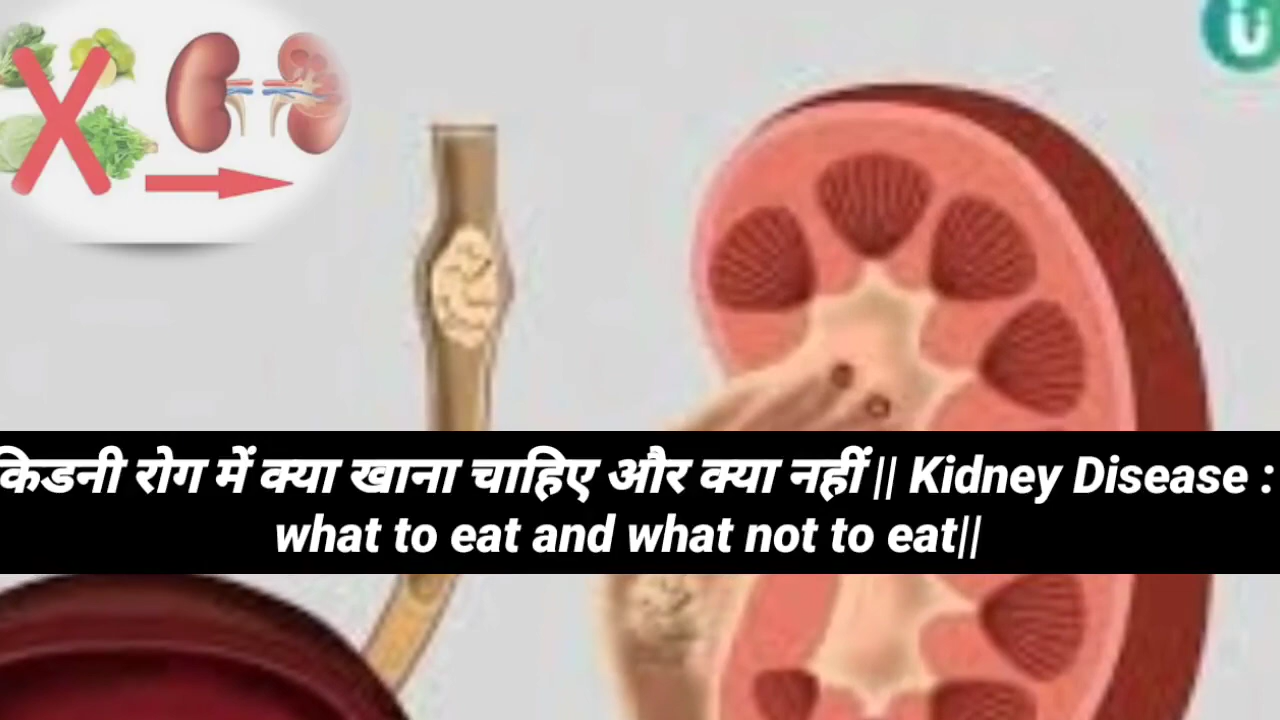 किडनी रोग में क्या खाना चाहिए और क्या नहीं || Kidney Disease :
what to eat and what not to eat||